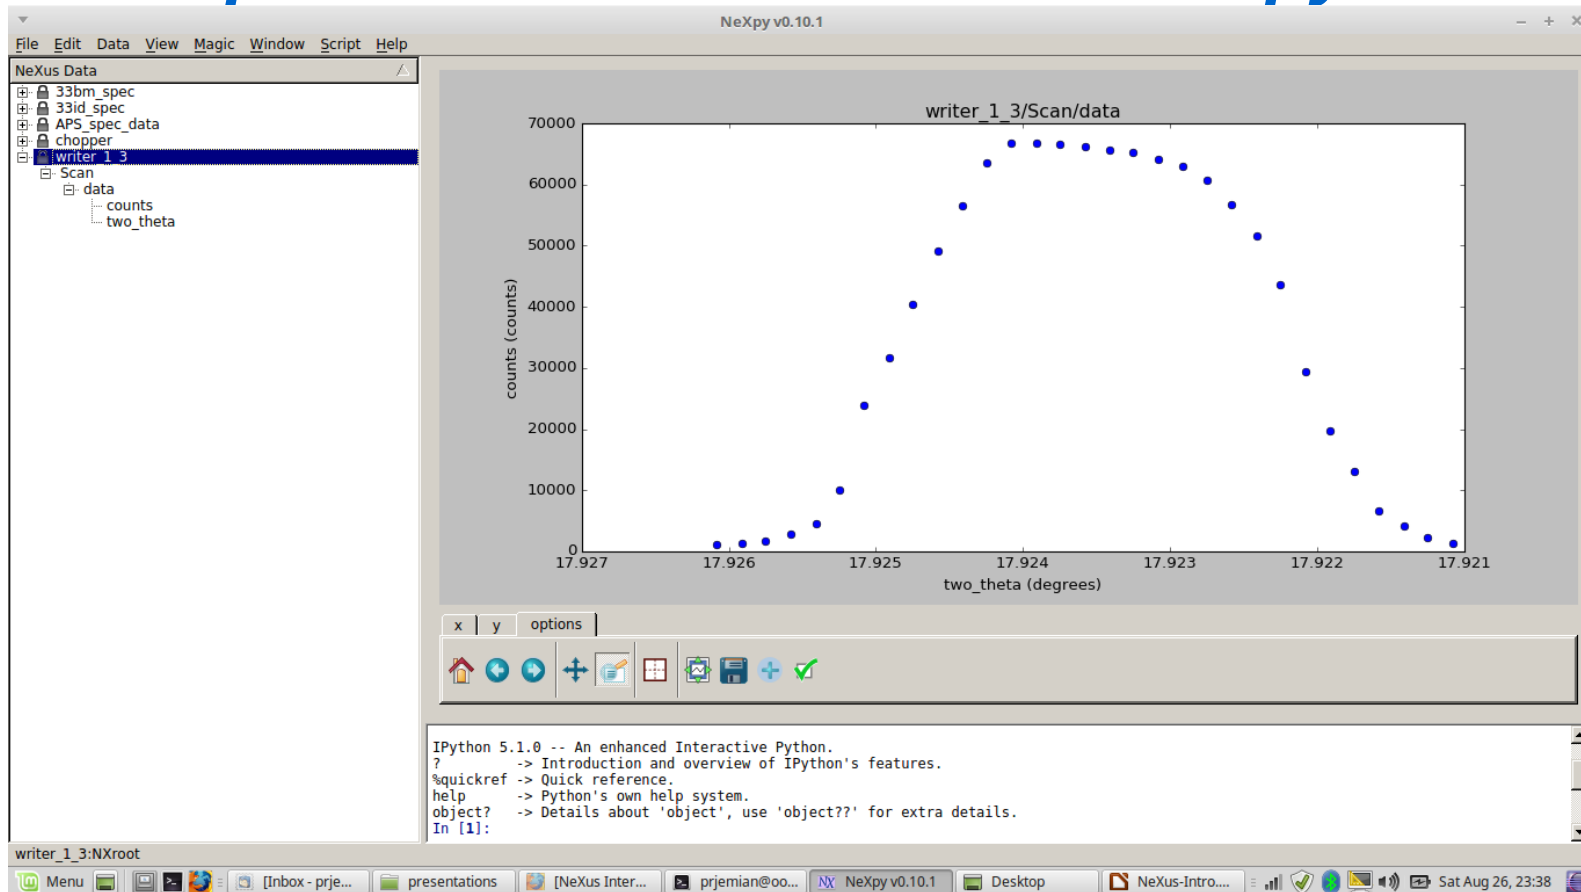 NeXpy v0.10.1
File Edit Data View Magic Window Script Help
NeXus Data
33bm_spec
33id_spec
APS_spec_data
chopper
writer_1_3
Scan
data
counts
two_theta
writer_1_3/Scan/data
70000
60000
50000
40000
30000
20000
10000
0
counts (counts)
17.927 17.926 17.925 17.924 17.923 17.922 17.921
two_theta (degrees)
x y options
IPython 5.1.0 -- An enhanced Interactive Python.
? -> Introduction and overview of IPython's features.
%quickref -> Quick reference.
help -> Python's own help system.
object? -> Details about 'object', use 'object??' for extra details.
In [1]:
writer_1_3:NXroot
Menu [Inbox - prje... presentations [NeXus Inter... prjemian@oo... NX NeXpy v0.10.1 Desktop NeXus-Intro.... Sat Aug 26, 23:38